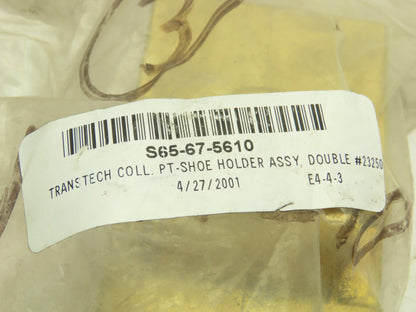 S65-67-5610
TRANSTECH COLL. PT-SHOE HOLDER ASSY, DOUBLE #23250
4/27/2001 E4-4-3